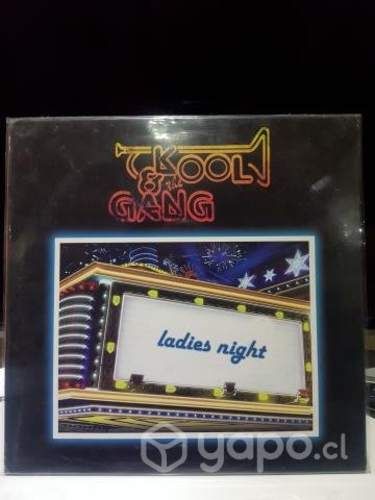 KOOL
& the
GANG
ladies night
yapo.cl